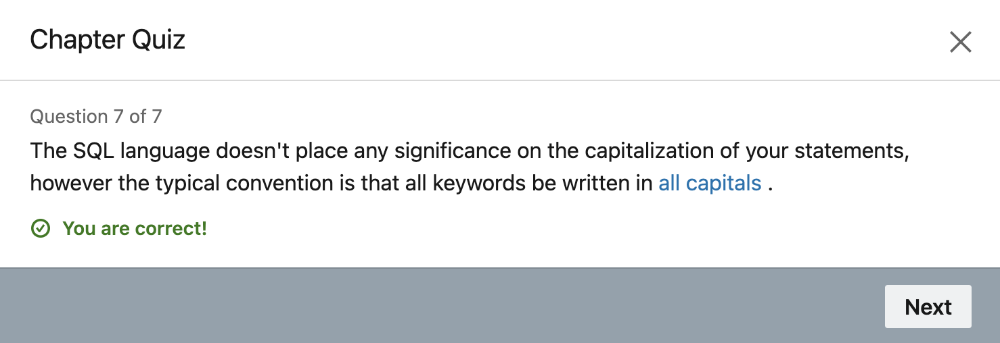 Chapter Quiz
Question 7 of 7
The SQL language doesn't place any significance on the capitalization of your statements,
however the typical convention is that all keywords be written in all capitals .
You are correct!
Next